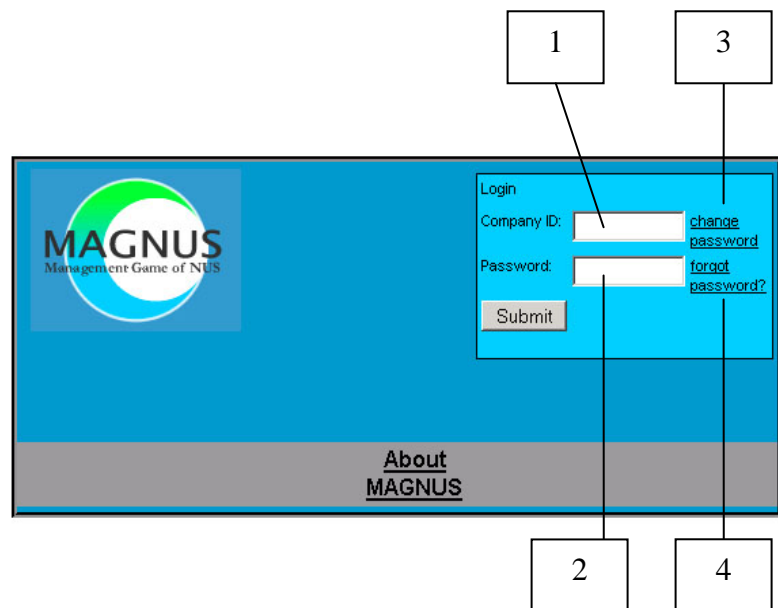 1
3
MAGNUS
Management Game of NUS
Login
Company ID:
change
password
Password:
forgot
password?
Submit
About
MAGNUS
2
4